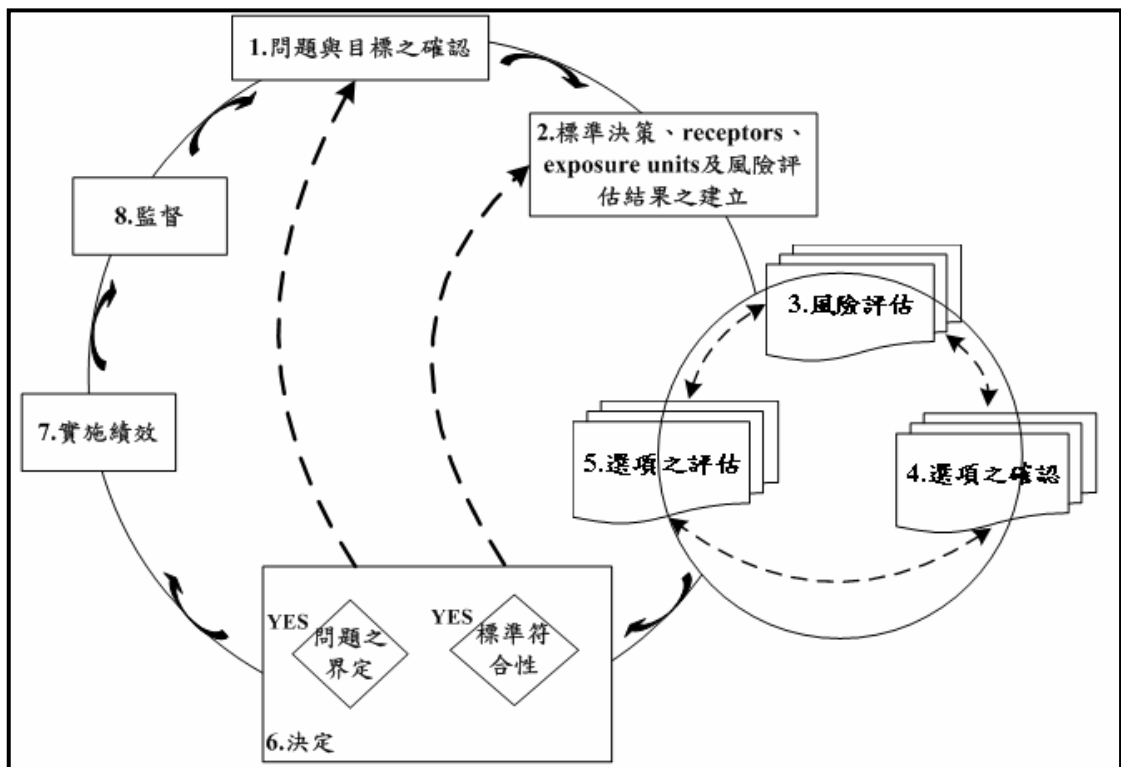 1.問題與目標之確認
2.標準決策、receptors、
exposure units及風險評
估結果之建立
3.風險評估
4.選項之確認
5.選項之評估
YES
問題之
界定
YES
標準符
合性
6.決定
7.實施績效
8.監督